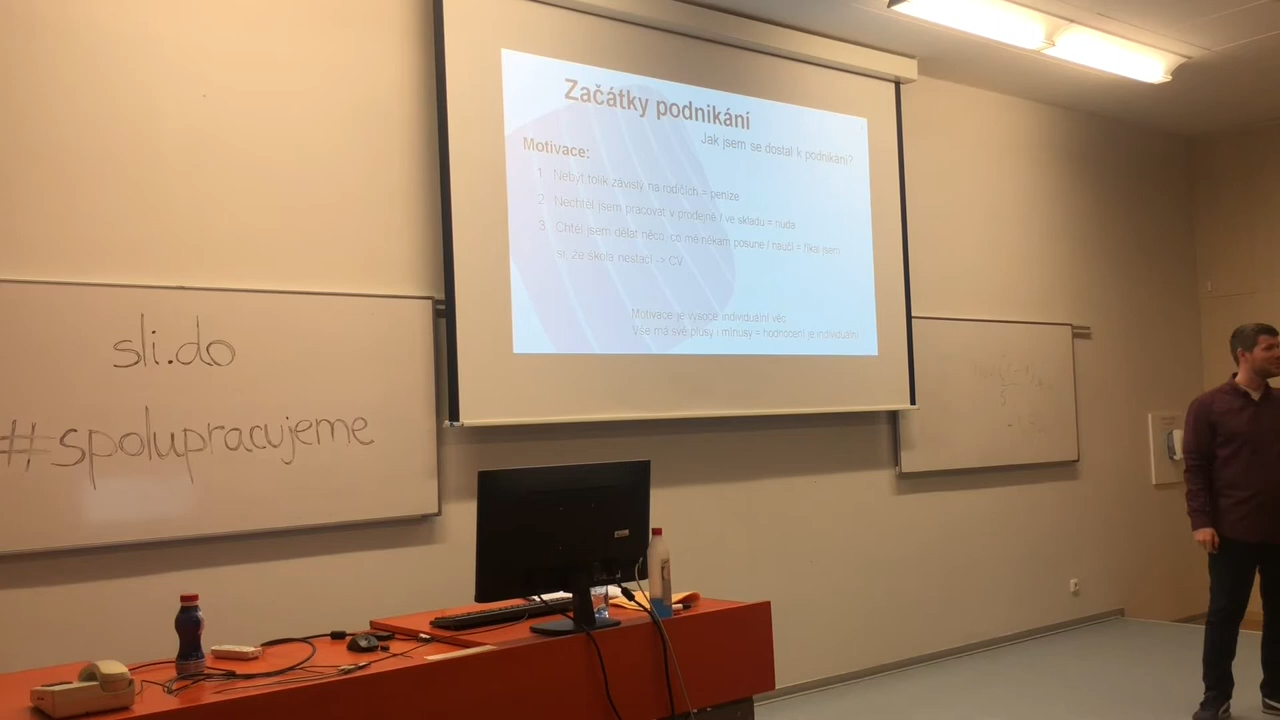 Začátky podnikání
Jak jsem se dostal k podnikání?
Motivace:
1 Nebýt tolik závislý na rodičích = peníze
2 Nechtěl jsem pracovat v prodejně / ve skladu = nuda
3 Chtěl jsem dělat něco, co mě někam posune / naučí = říkal jsem
si, že škola nestačí -> CV
Motivace je vysoce individuální věc
Vše má své plusy i mínusy = hodnocení je individuální
sli.do
#spolupracujeme